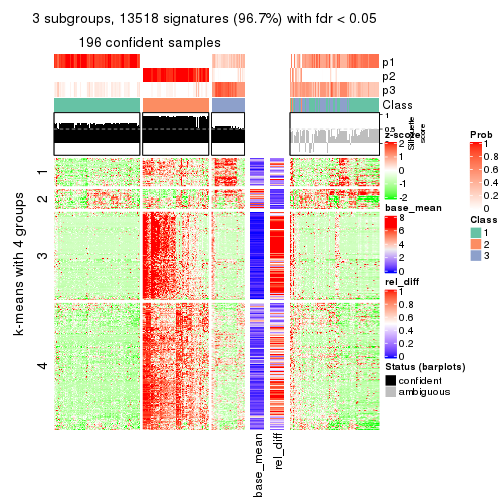 3 subgroups, 13518 signatures (96.7%) with fdr < 0.05
196 confident samples
p1
p2
p3
Class
1
0.5
0
Silhouette
score
k-means with 4 groups
1
2
3
4
base_mean
rel_diff
z-score
2
1
0
-1
-2
base_mean
8
6
4
2
0
rel_diff
1
0.8
0.6
0.4
0.2
0
Status (barplots)
confident
ambiguous
Prob
1
0.8
0.6
0.4
0.2
0
Class
1
2
3